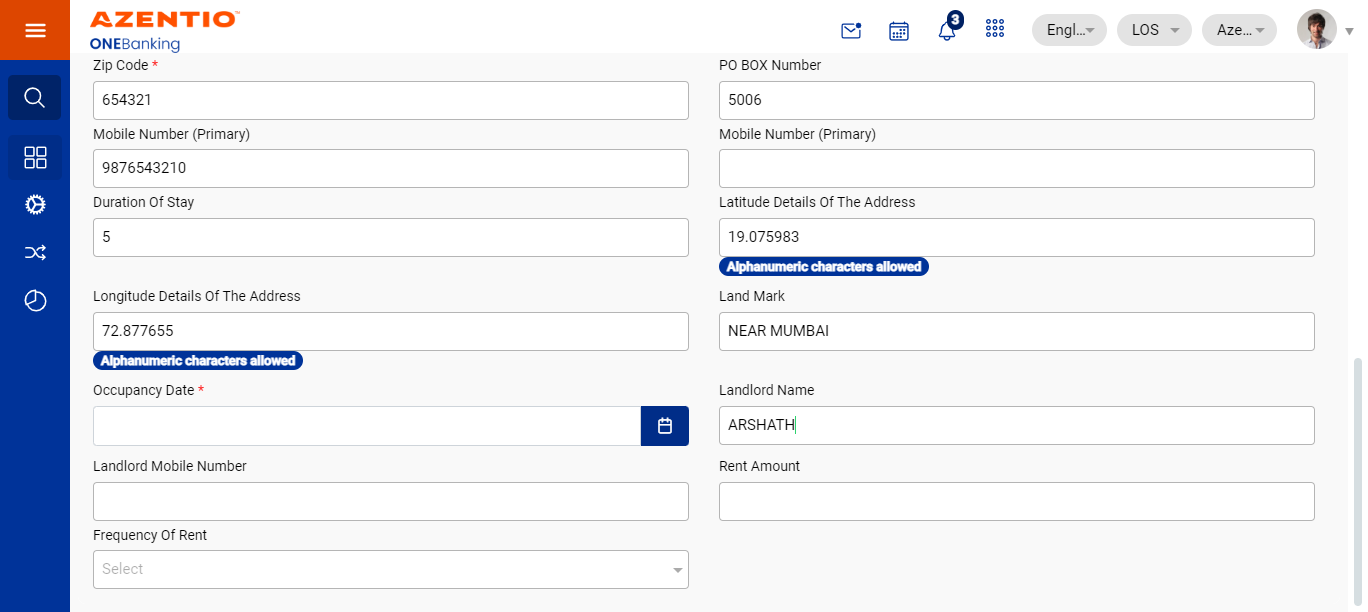 AZENTIO™
ONEBanking
3
Engl...
LOS
Aze...
Zip Code *
PO BOX Number
654321
5006
Mobile Number (Primary)
Mobile Number (Primary)
9876543210
Duration Of Stay
Latitude Details Of The Address
5
19.075983
Alphanumeric characters allowed
Longitude Details Of The Address
Land Mark
72.877655
NEAR MUMBAI
Alphanumeric characters allowed
Occupancy Date *
Landlord Name
ARSHATH
Landlord Mobile Number
Rent Amount
Frequency Of Rent
Select